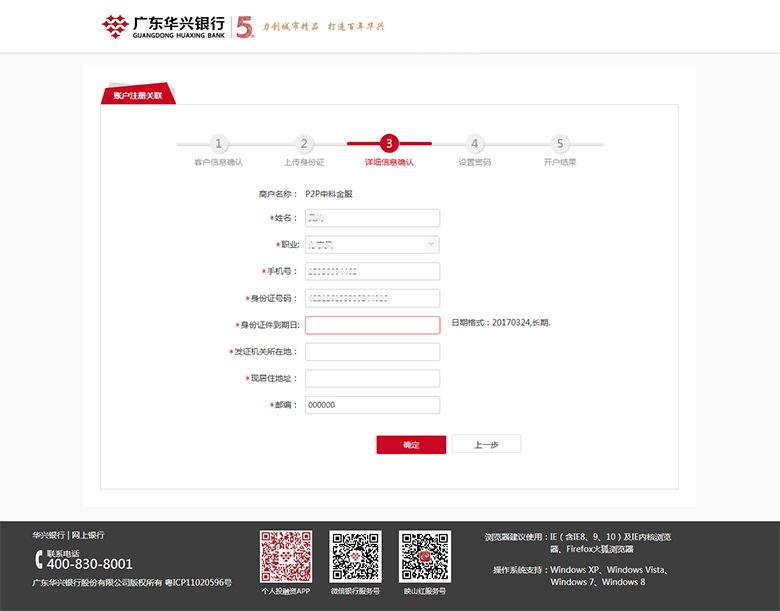 广东华兴银行
GUANGDONG HUAXING BANK
力创城市精品 打造百年华兴
账户注册关联
1 2 3 4 5
客户信息确认 上传身份证 详细信息确认 设置密码 开户结果
商户名称： P2P中科金服
*姓名：
*职业:
*手机号：
*身份证号码：
*身份证件到期日: 日期格式：20170324,长期.
*发证机关所在地：
*现居住地址：
*邮编： 000000
确定 上一步
华兴银行 | 网上银行
联系电话
400-830-8001
广东华兴银行股份有限公司版权所有 粤ICP11020596号
个人投融资APP 微信银行服务号 映山红服务号
浏览器建议使用：IE（含IE8、9、10）及IE内核浏览
器、Firefox火狐浏览器
操作系统支持：Windows XP、Windows Vista、
Windows 7、Windows 8